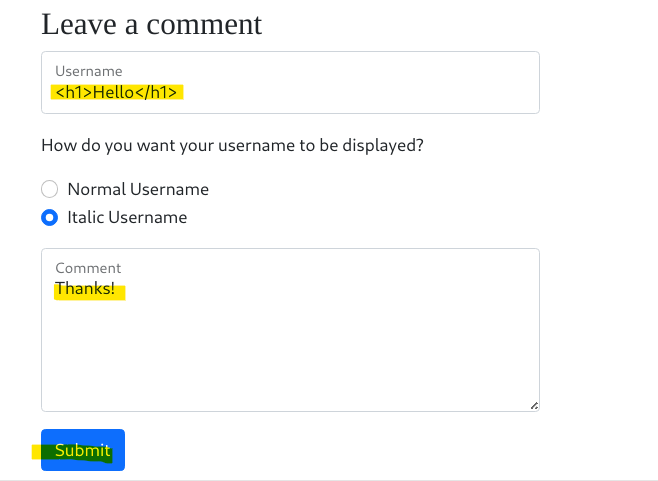 Leave a comment
Username
<h1>Hello</h1>
How do you want your username to be displayed?
Normal Username
Italic Username
Comment
Thanks!
Submit